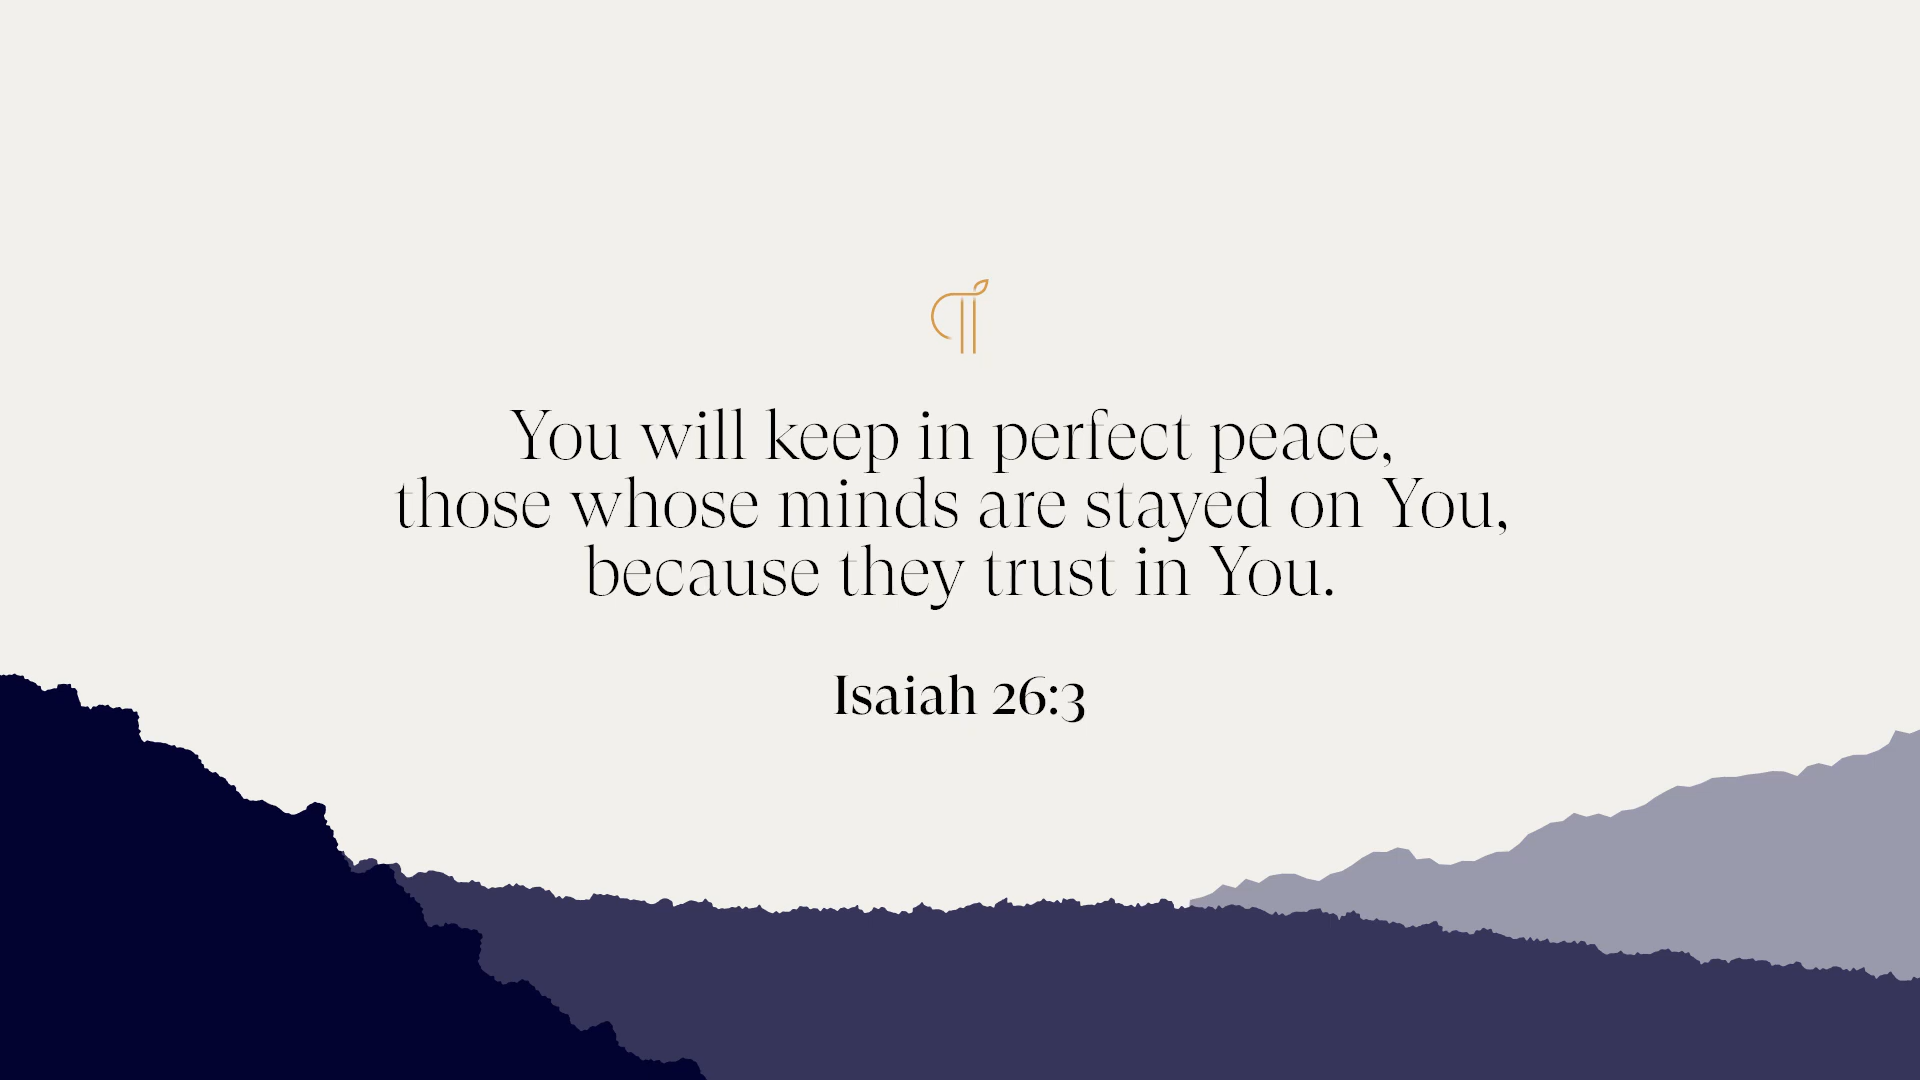 You will keep in perfect peace,
those whose minds are stayed on You,
because they trust in You.
Isaiah 26:3